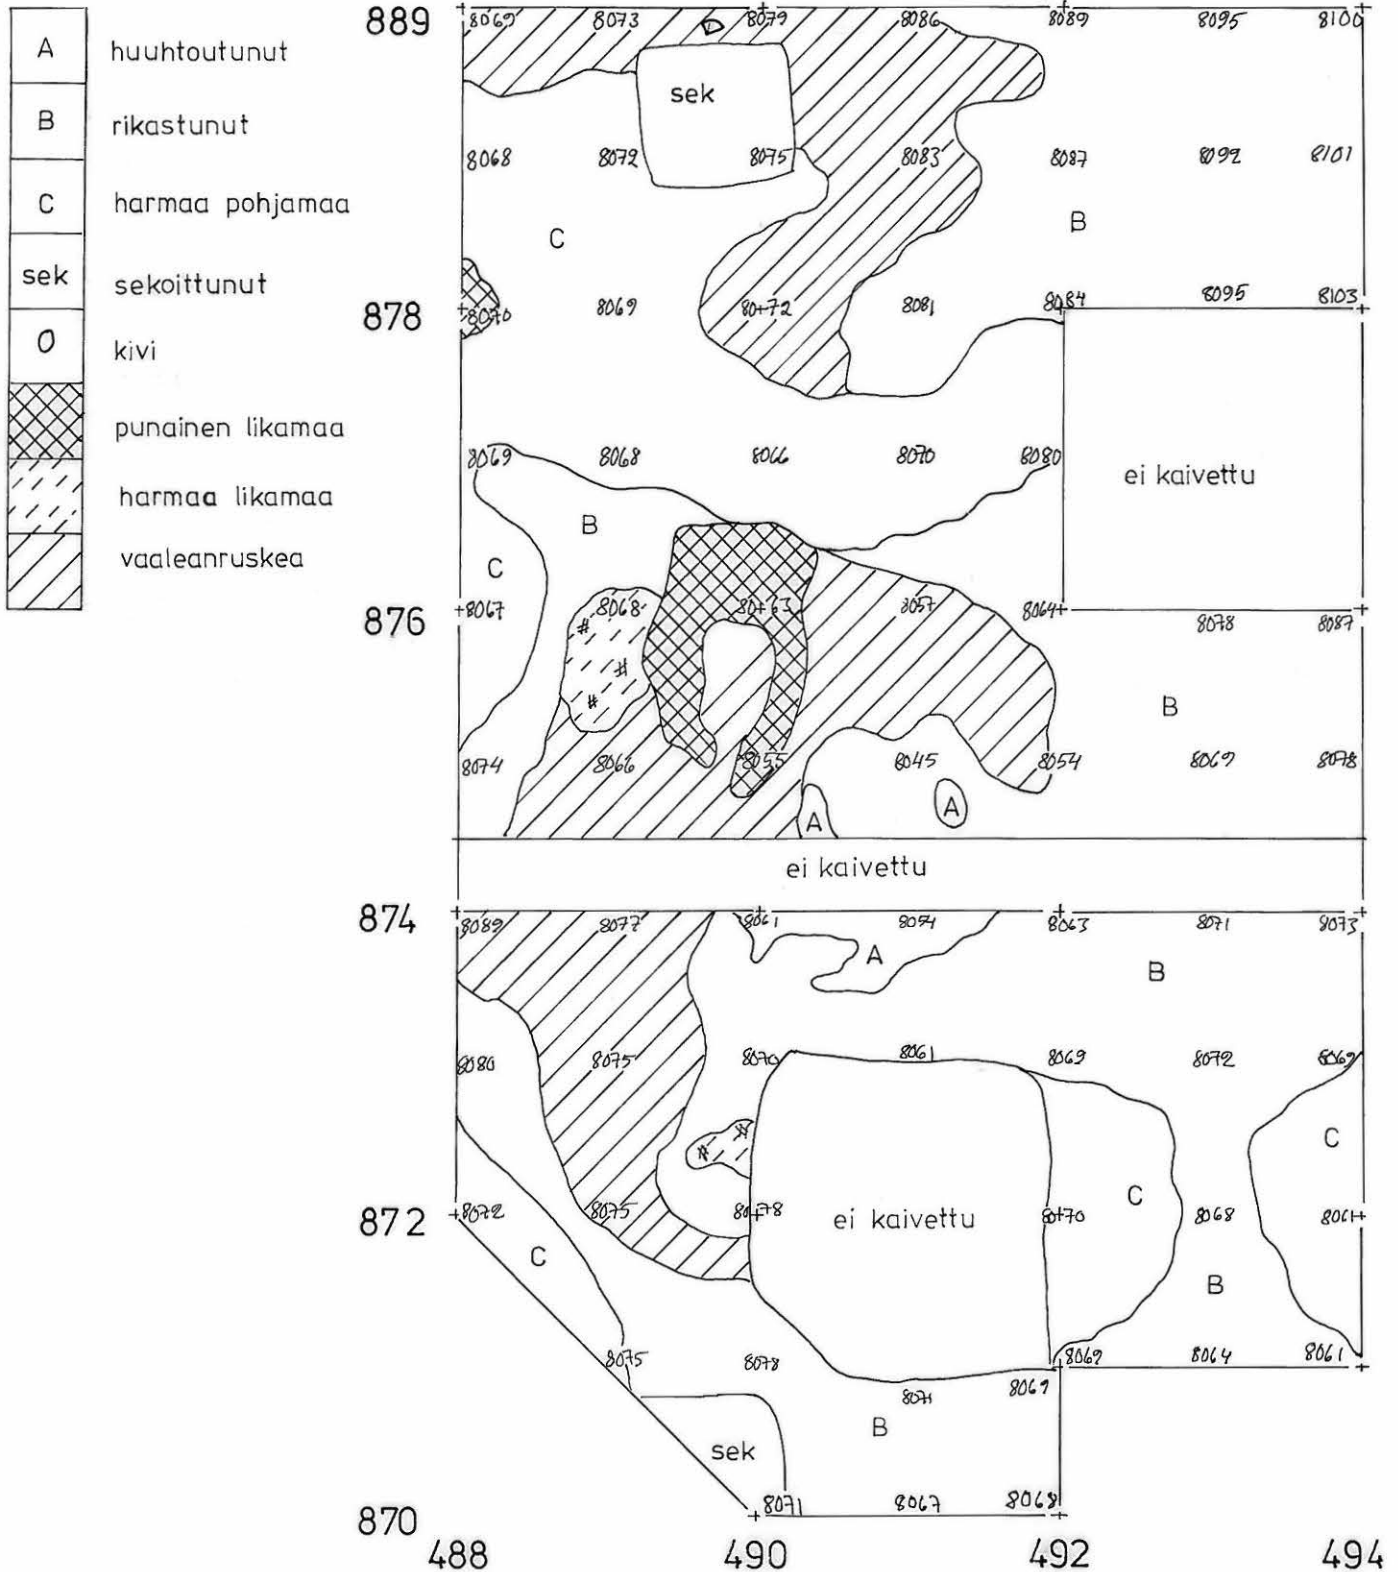 A huuhtoutunut
B rikastunut
C harmaa pohjamaa
sek sekoittunut
kivi
punainen likamaa
harmaa likamaa
vaaleanruskea
889
8069 8073 8079 8086 8089 8095 8100
sek
8068 8072 8075 8083 8087 8092 8101
C B
878
8070 8069 8072 8081 8084 8095 8103
8069 8068 8066 8070 8080
ei kaivettu
B
C
876
8067 8068 8063 8057 8064 8078 8087
B
8074 8066 8055 8045 8054 8069 8078
A A
ei kaivettu
874
8089 8077 8061 8054 8063 8071 8073
A B
8080 8075 8070 8061 8069 8072 8069
C
C
872
8072 8075 8078 ei kaivettu 8070 8068 8061
C
B
8075 8078 8062 8064 8061
8071 8069
B
sek
8071 8067 8068
870
488 490 492 494